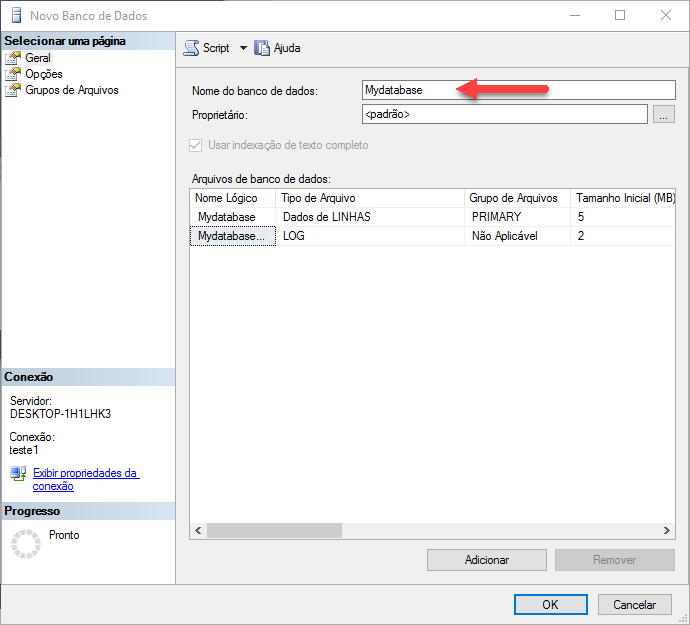 Novo Banco de Dados
Selecionar uma página
Geral
Opções
Grupos de Arquivos
Script
Ajuda
Nome do banco de dados:
Mydatabase
Proprietário:
<padrão>
...
Usar indexação de texto completo
Arquivos de banco de dados:
Nome Lógico Tipo de Arquivo Grupo de Arquivos Tamanho Inicial (MB)
Mydatabase Dados de LINHAS PRIMARY 5
Mydatabase... LOG Não Aplicável 2
Conexão
Servidor:
DESKTOP-1H1LHK3
Conexão:
teste1
Exibir propriedades da
conexão
Progresso
Pronto
Adicionar
Remover
OK
Cancelar